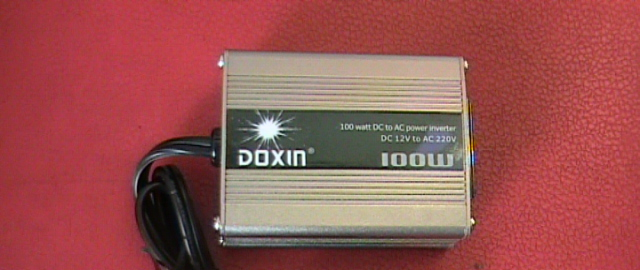 100 watt DC to AC power inverter
DC 12V to AC 220V
DOXIN®
100W